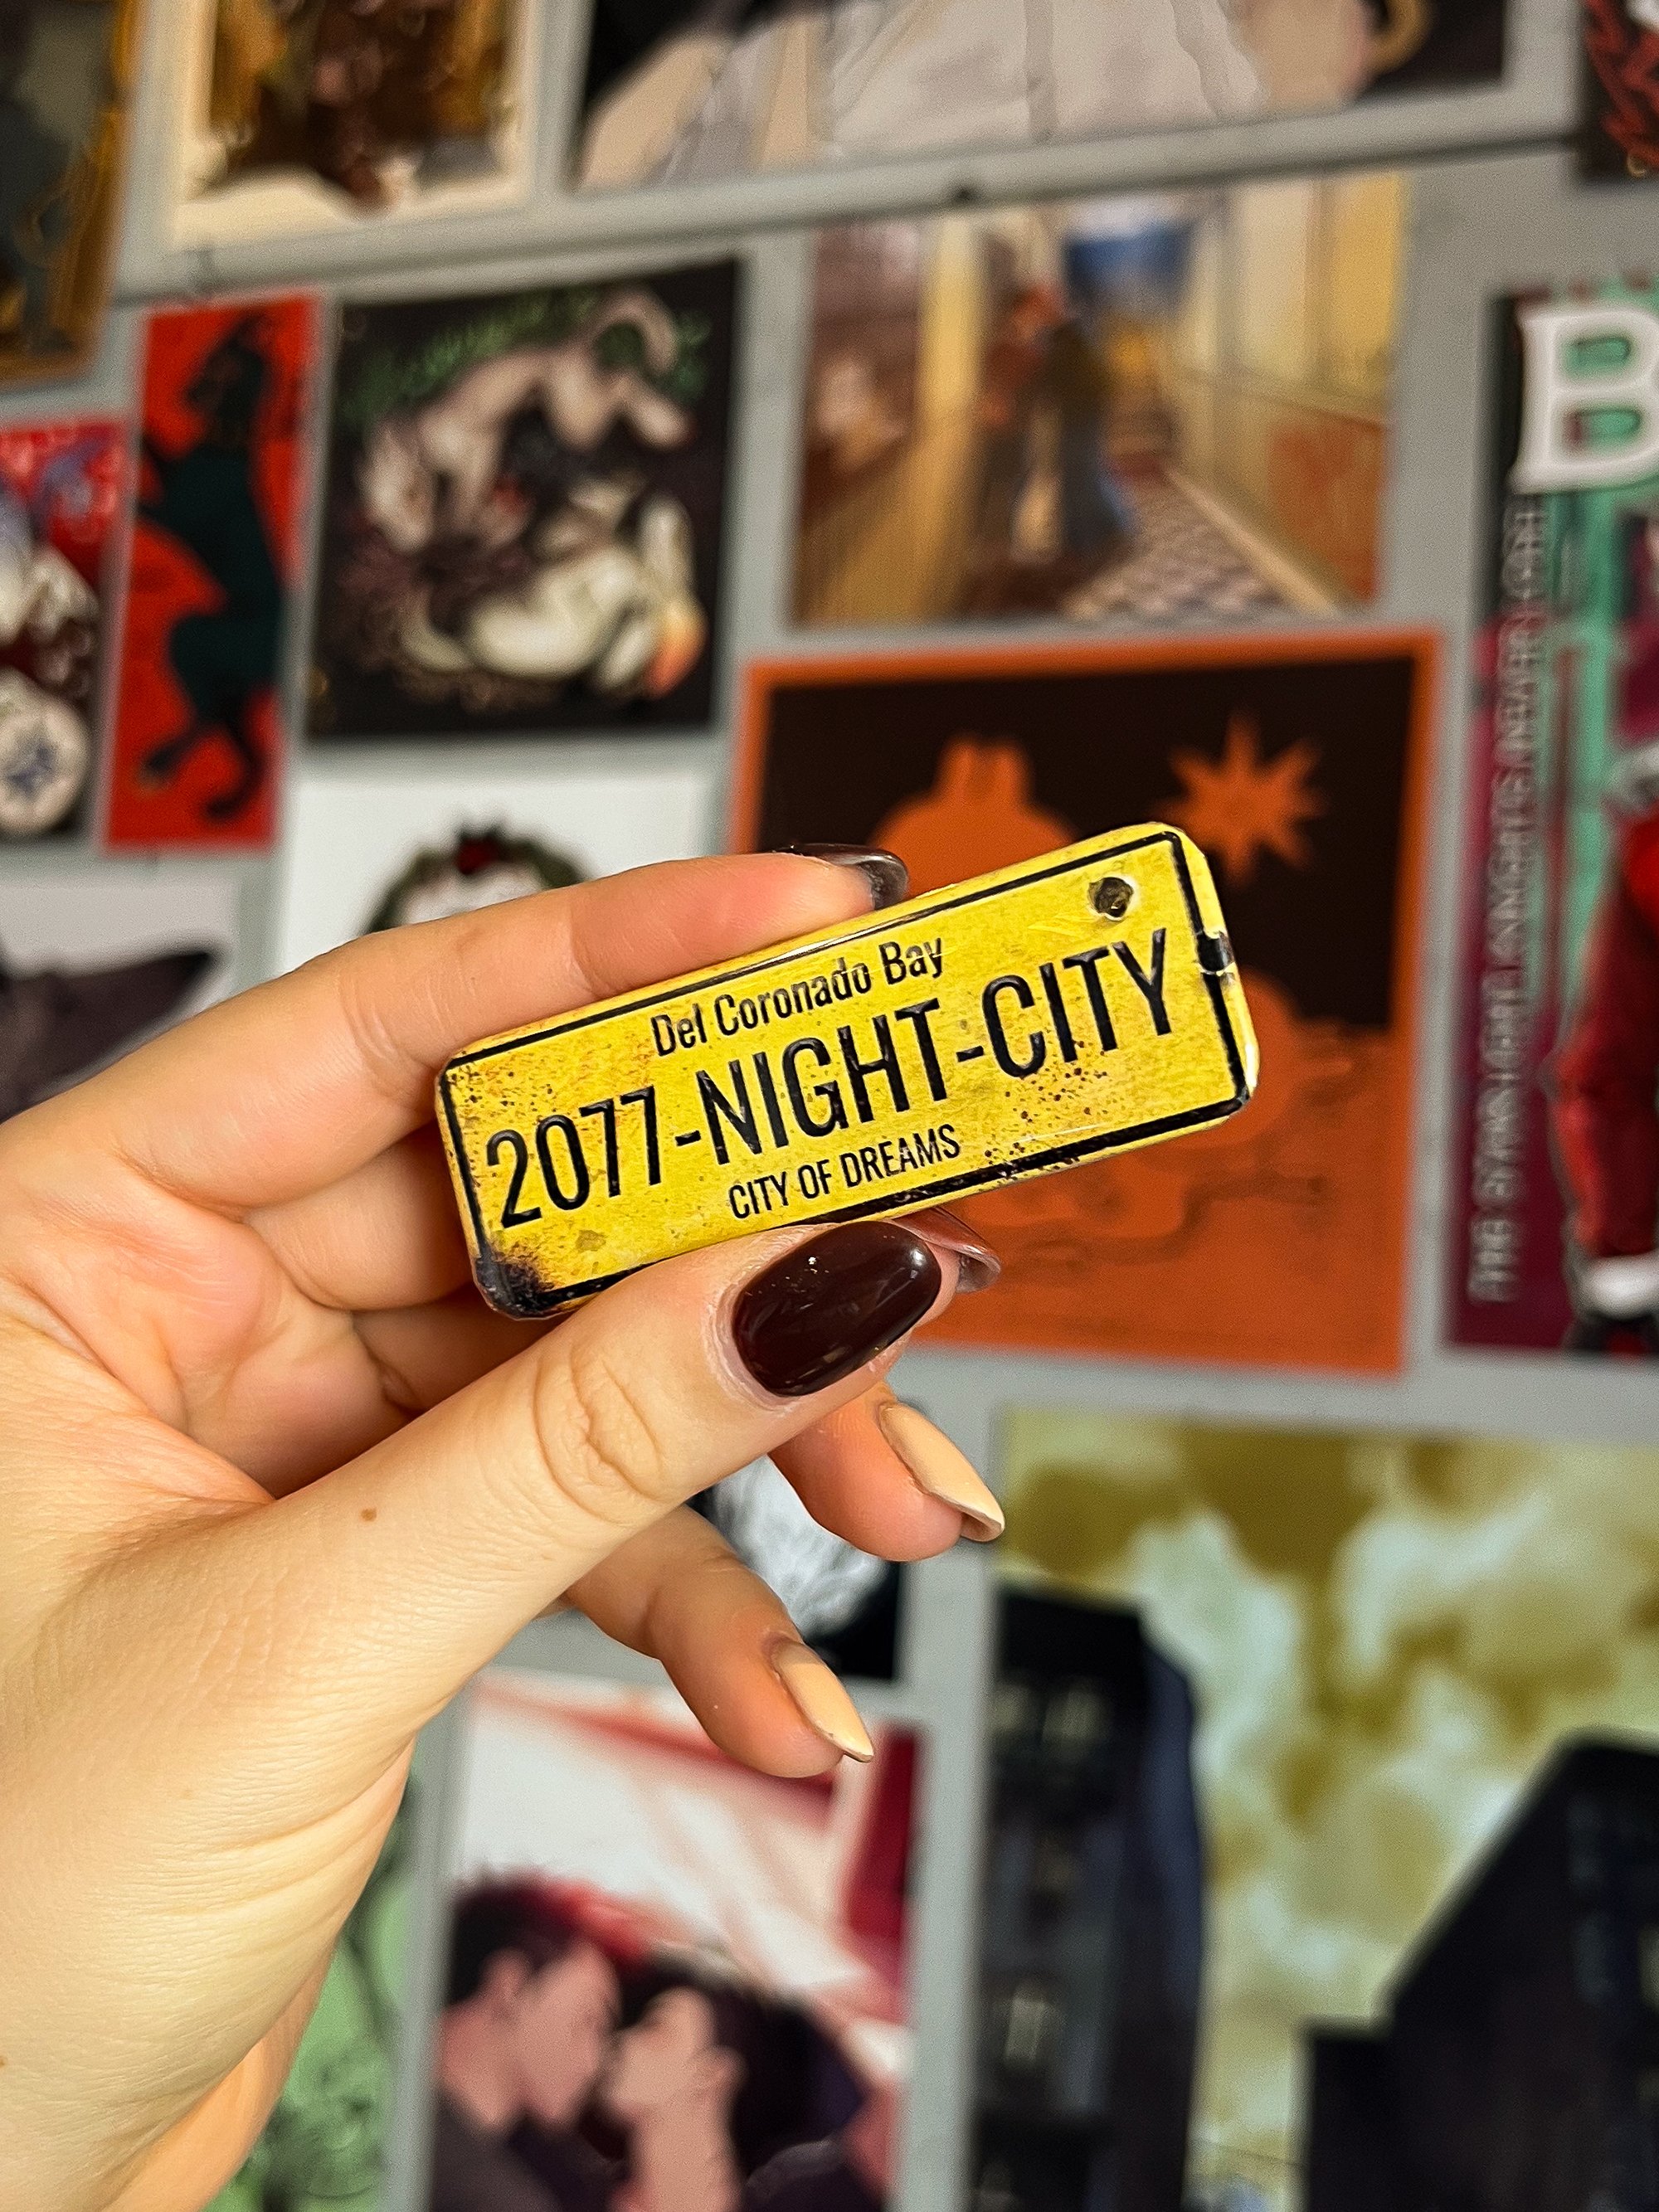 Del Coronado Bay
2077-NIGHT-CITY
CITY OF DREAMS
B